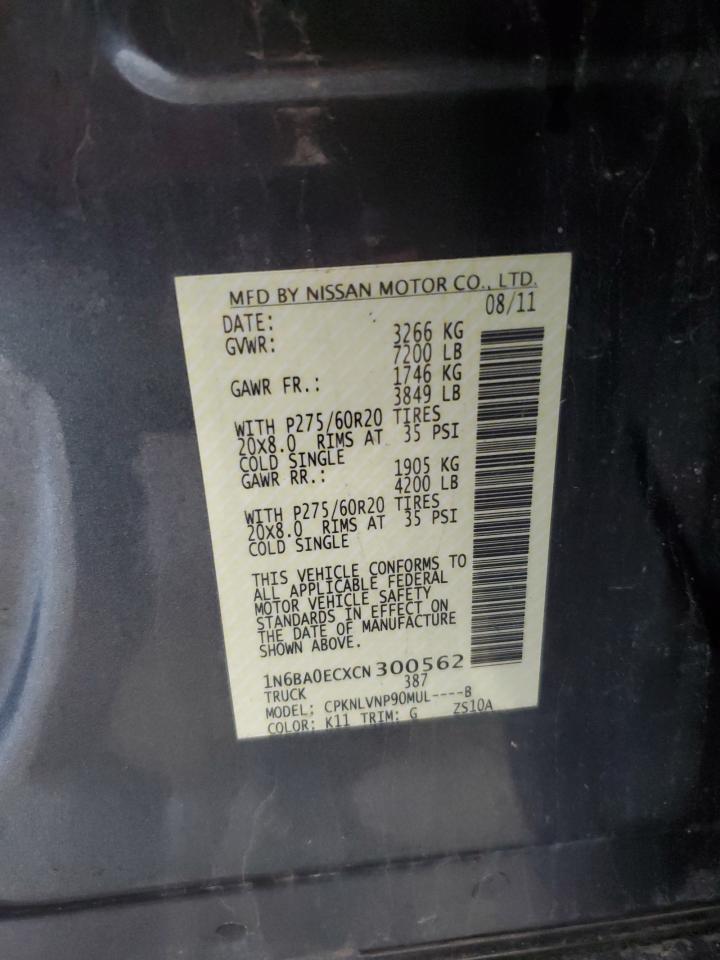 MFD BY NISSAN MOTOR CO., LTD.
DATE: 08/11
GVWR: 3266 KG
7200 LB
GAWR FR.: 1746 KG
3849 LB
WITH P275/60R20 TIRES
20X8.0 RIMS AT 35 PSI
COLD SINGLE
GAWR RR.: 1905 KG
4200 LB
WITH P275/60R20 TIRES
20X8.0 RIMS AT 35 PSI
COLD SINGLE
THIS VEHICLE CONFORMS TO
ALL APPLICABLE FEDERAL
MOTOR VEHICLE SAFETY
STANDARDS IN EFFECT ON
THE DATE OF MANUFACTURE
SHOWN ABOVE.
1N6BA0ECXCN300562
TRUCK 387
MODEL: CPKNLVNP90MUL----B
COLOR: K11 TRIM: G ZS10A